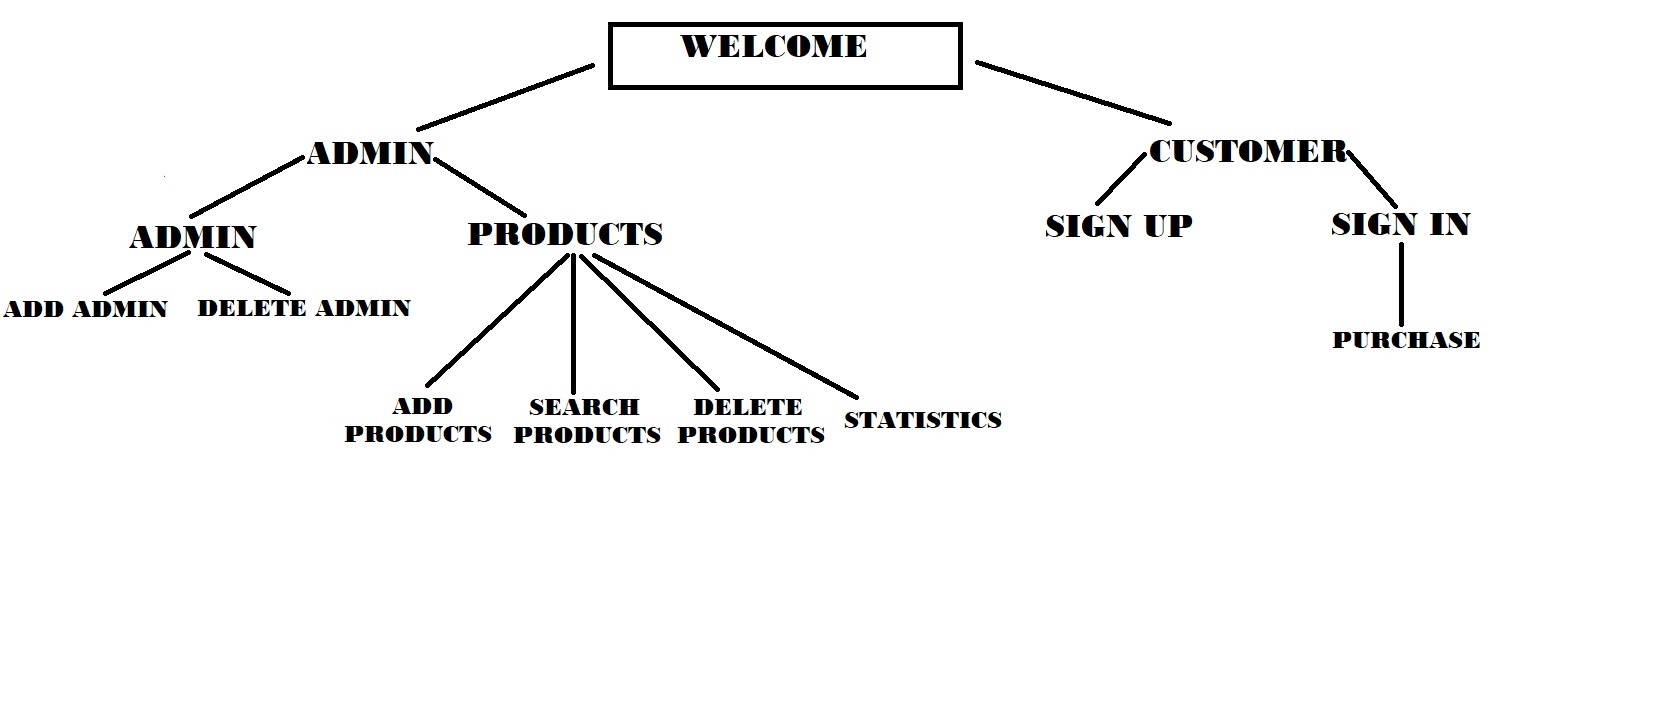 WELCOME
ADMIN
CUSTOMER
ADMIN
PRODUCTS
SIGN UP
SIGN IN
ADD ADMIN
DELETE ADMIN
PURCHASE
ADD
PRODUCTS
SEARCH
PRODUCTS
DELETE
PRODUCTS
STATISTICS